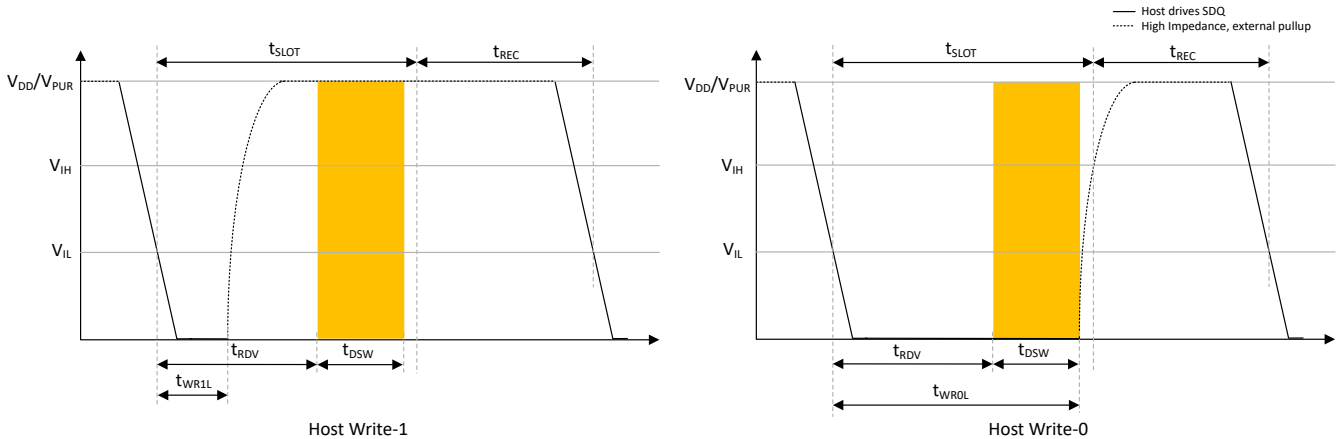 Host drives SDQ
High Impedance, external pullup
tSLOT
tREC
VDD/VPUR
VIH
VIL
tRDV
tDSW
tWR1L
Host Write-1
tSLOT
tREC
VDD/VPUR
VIH
VIL
tRDV
tDSW
tWR0L
Host Write-0